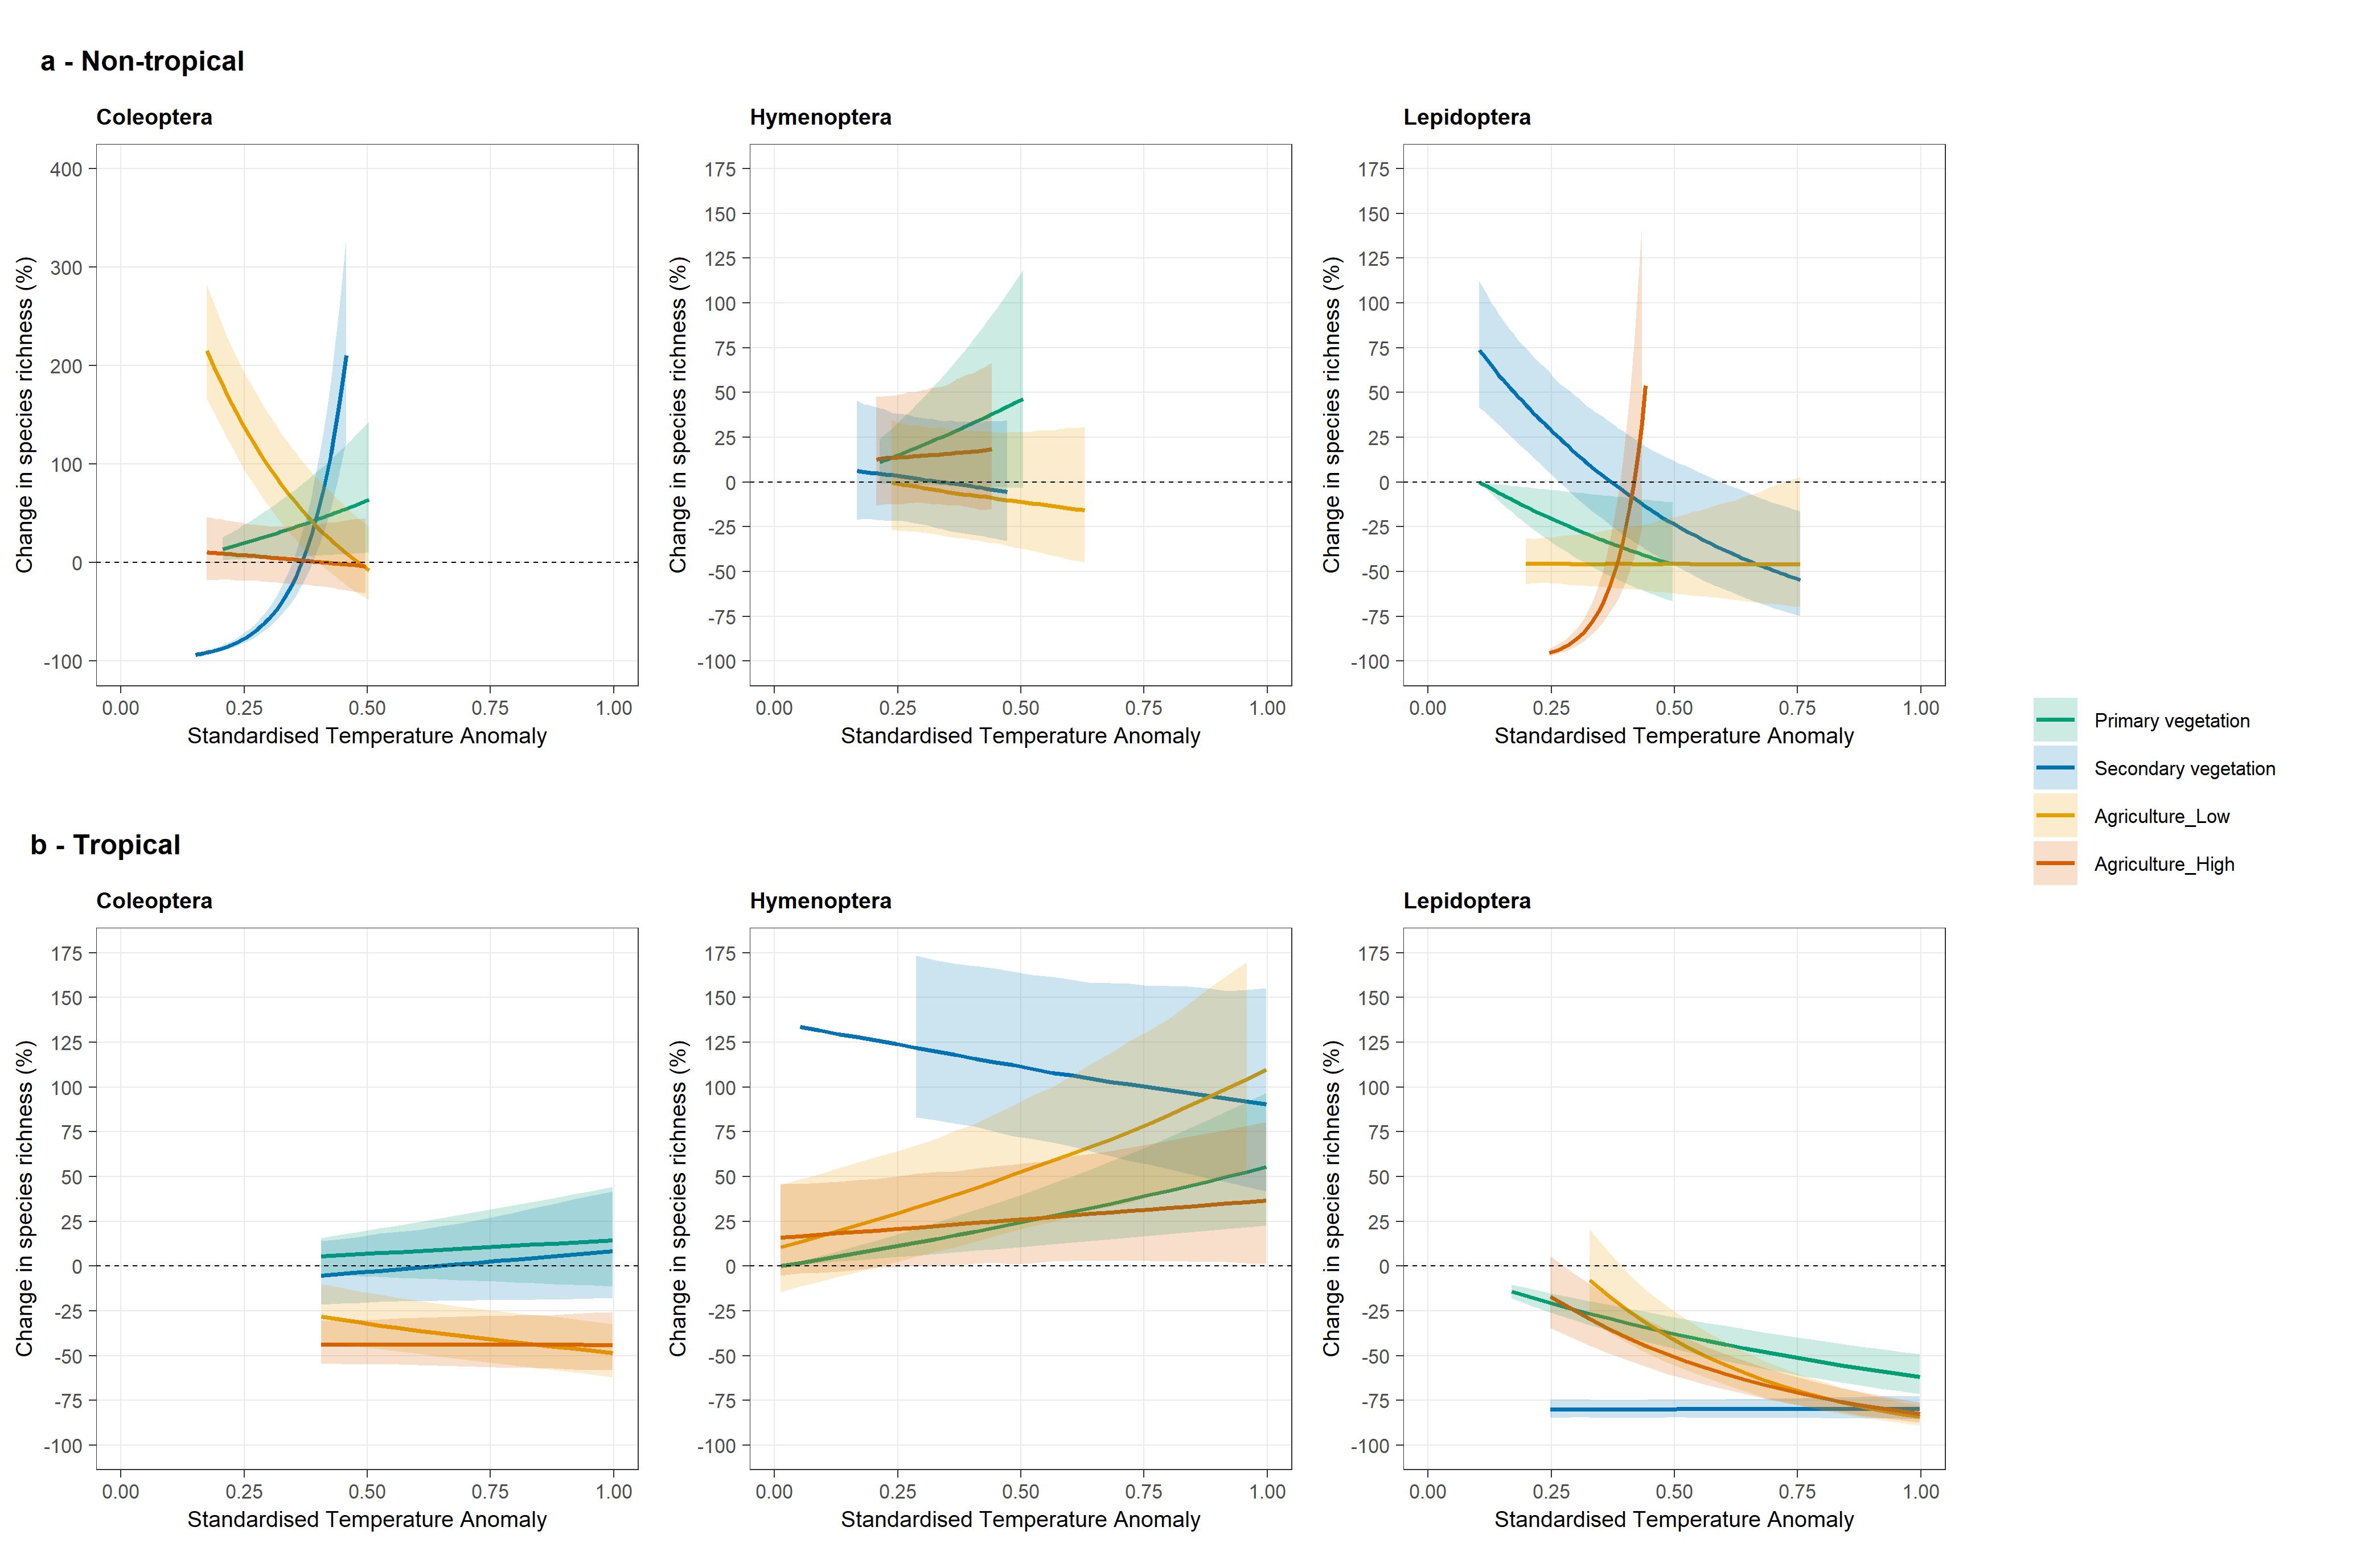 a - Non-tropical
Coleoptera
Hymenoptera
Lepidoptera
Change in species richness (%)
400
300
200
100
0
-100
0.00 0.25 0.50 0.75 1.00
Standardised Temperature Anomaly
Change in species richness (%)
175
150
125
100
75
50
25
0
-25
-50
-75
-100
0.00 0.25 0.50 0.75 1.00
Standardised Temperature Anomaly
Change in species richness (%)
175
150
125
100
75
50
25
0
-25
-50
-75
-100
0.00 0.25 0.50 0.75 1.00
Standardised Temperature Anomaly
Primary vegetation
Secondary vegetation
Agriculture_Low
Agriculture_High
b - Tropical
Coleoptera
Hymenoptera
Lepidoptera
Change in species richness (%)
175
150
125
100
75
50
25
0
-25
-50
-75
-100
0.00 0.25 0.50 0.75 1.00
Standardised Temperature Anomaly
Change in species richness (%)
175
150
125
100
75
50
25
0
-25
-50
-75
-100
0.00 0.25 0.50 0.75 1.00
Standardised Temperature Anomaly
Change in species richness (%)
175
150
125
100
75
50
25
0
-25
-50
-75
-100
0.00 0.25 0.50 0.75 1.00
Standardised Temperature Anomaly